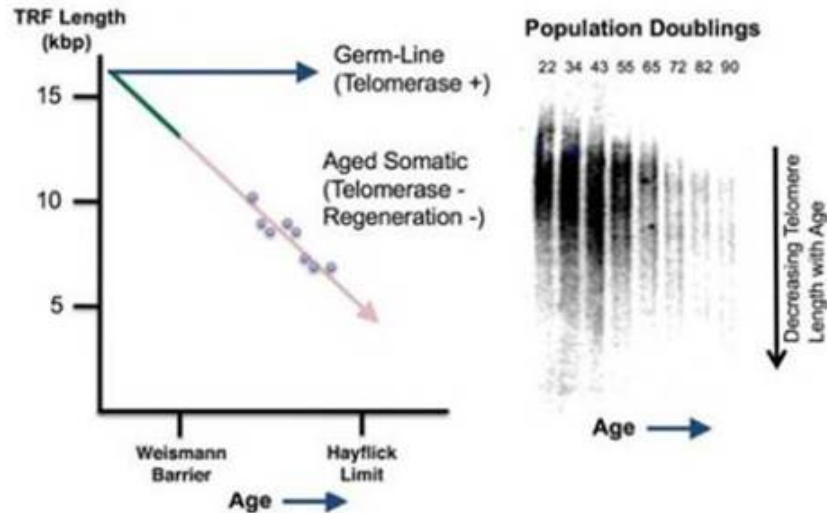 TRF Length
(kbp)
15
10
5
Germ-Line
(Telomerase +)
Aged Somatic
(Telomerase -
Regeneration -)
Weismann
Barrier
Hayflick
Limit
Age
Population Doublings
22 34 43 55 65 72 82 90
Decreasing Telomere
Length with Age
Age